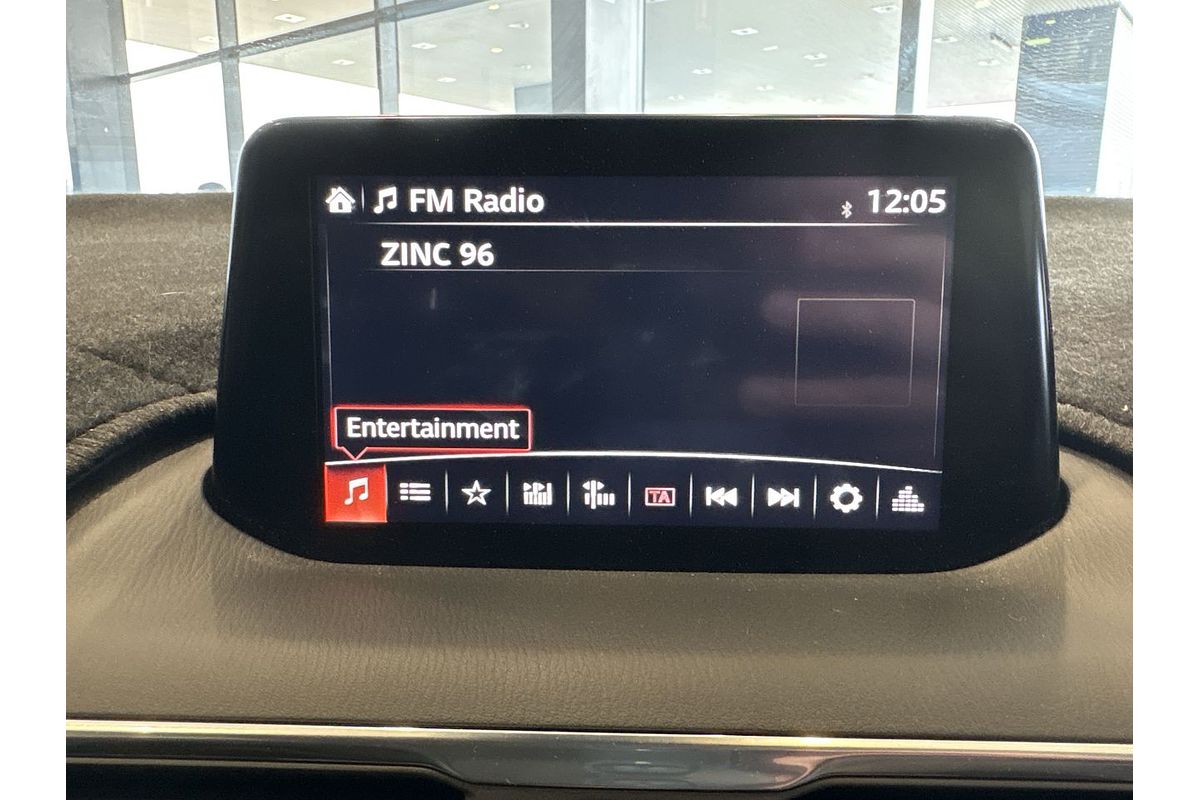 FM Radio 12:05
ZINC 96
Entertainment
TA